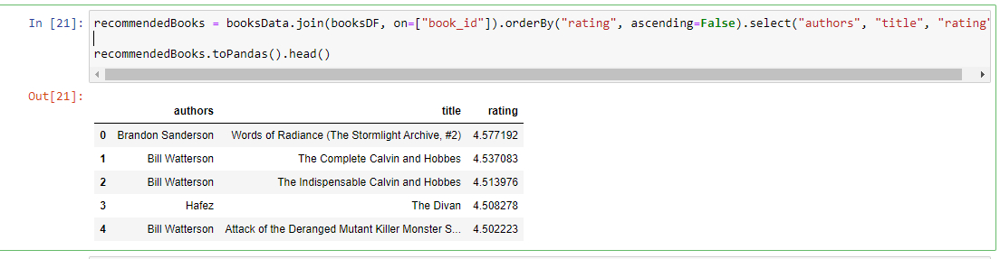 In [21]: recommendedBooks = booksData.join(booksDF, on=["book_id"]).orderBy("rating", ascending=False).select("authors", "title", "rating"
recommendedBooks.toPandas().head()
Out[21]:
authors title rating
0 Brandon Sanderson Words of Radiance (The Stormlight Archive, #2) 4.577192
1 Bill Watterson The Complete Calvin and Hobbes 4.537083
2 Bill Watterson The Indispensable Calvin and Hobbes 4.513976
3 Hafez The Divan 4.508278
4 Bill Watterson Attack of the Deranged Mutant Killer Monster S... 4.502223